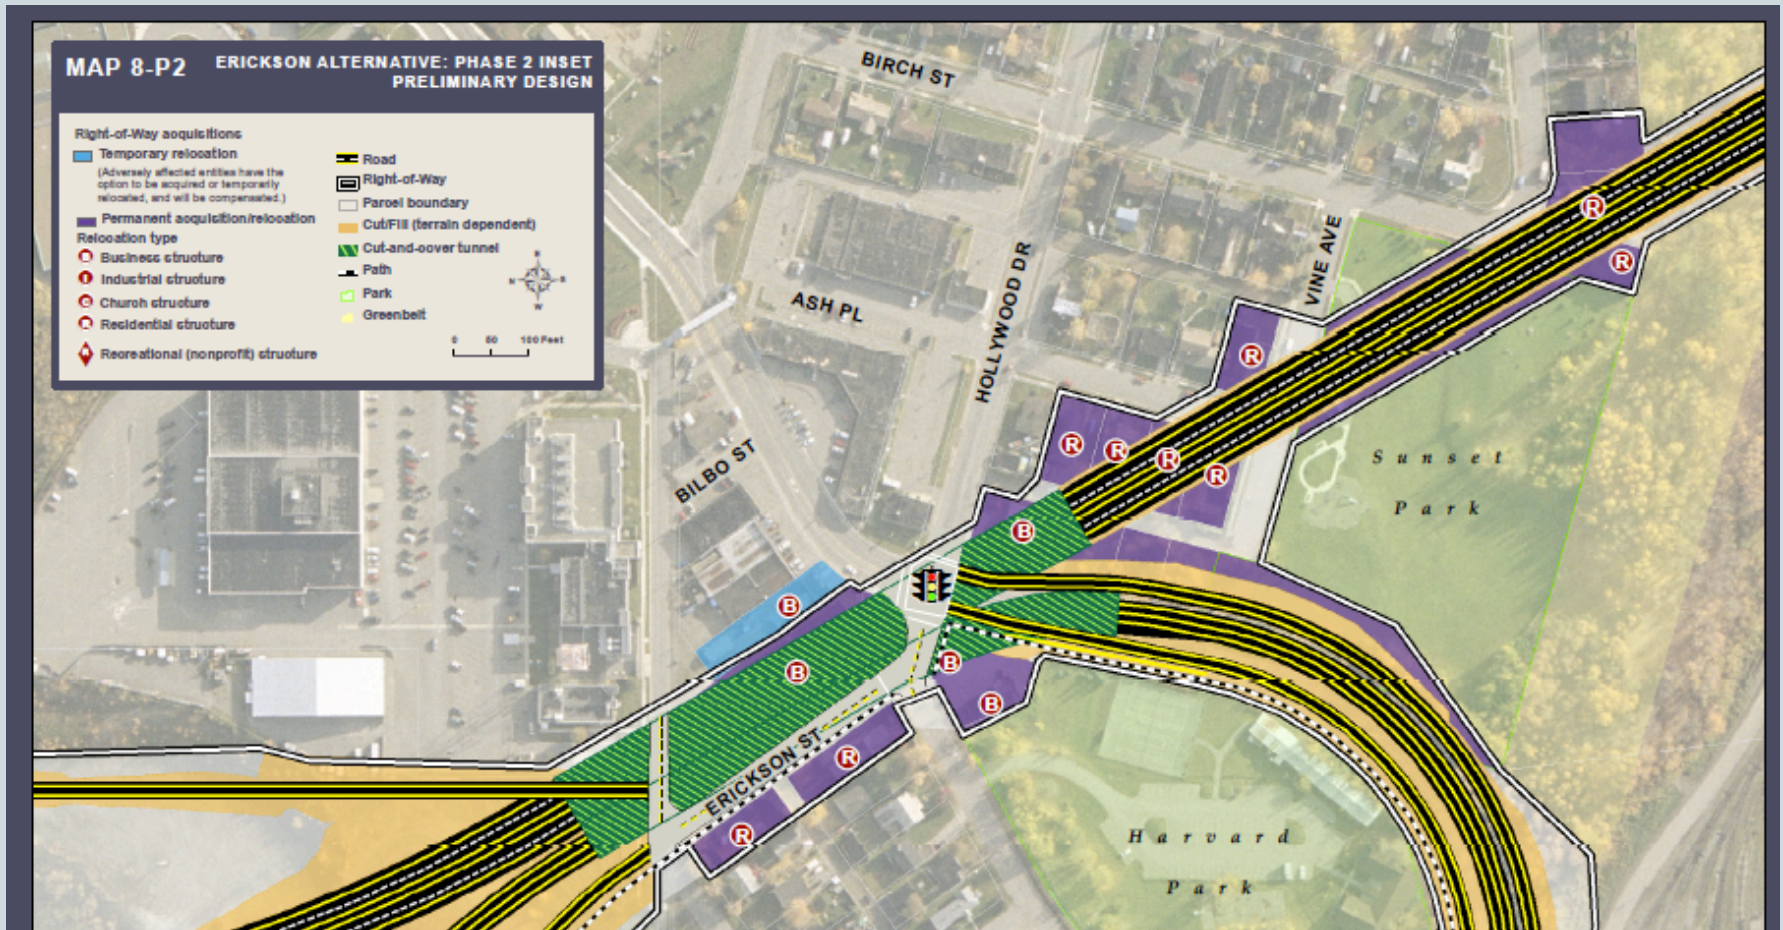 MAP 8-P2
ERICKSON ALTERNATIVE: PHASE 2 INSET
PRELIMINARY DESIGN
Right-of-Way acquisitions
Temporary relocation
(Adversely affected entities have the
option to be acquired or temporarily
relocated, and will be compensated.)
Permanent acquisition/relocation
Relocation type
Business structure
Industrial structure
Church structure
Residential structure
Recreational (nonprofit) structure
Road
Right-of-Way
Parcel boundary
Cut/Fill (terrain dependent)
Cut-and-cover tunnel
Path
Park
Greenbelt
N
W
0 50 100 Feet
BIRCH ST
VINE AVE
HOLLYWOOD DR
ASH PL
BILBO ST
ERICKSON ST
Sunset
Park
Harvard
Park
R
R
R
R
R
R
R
B
B
B
B
B
R
R